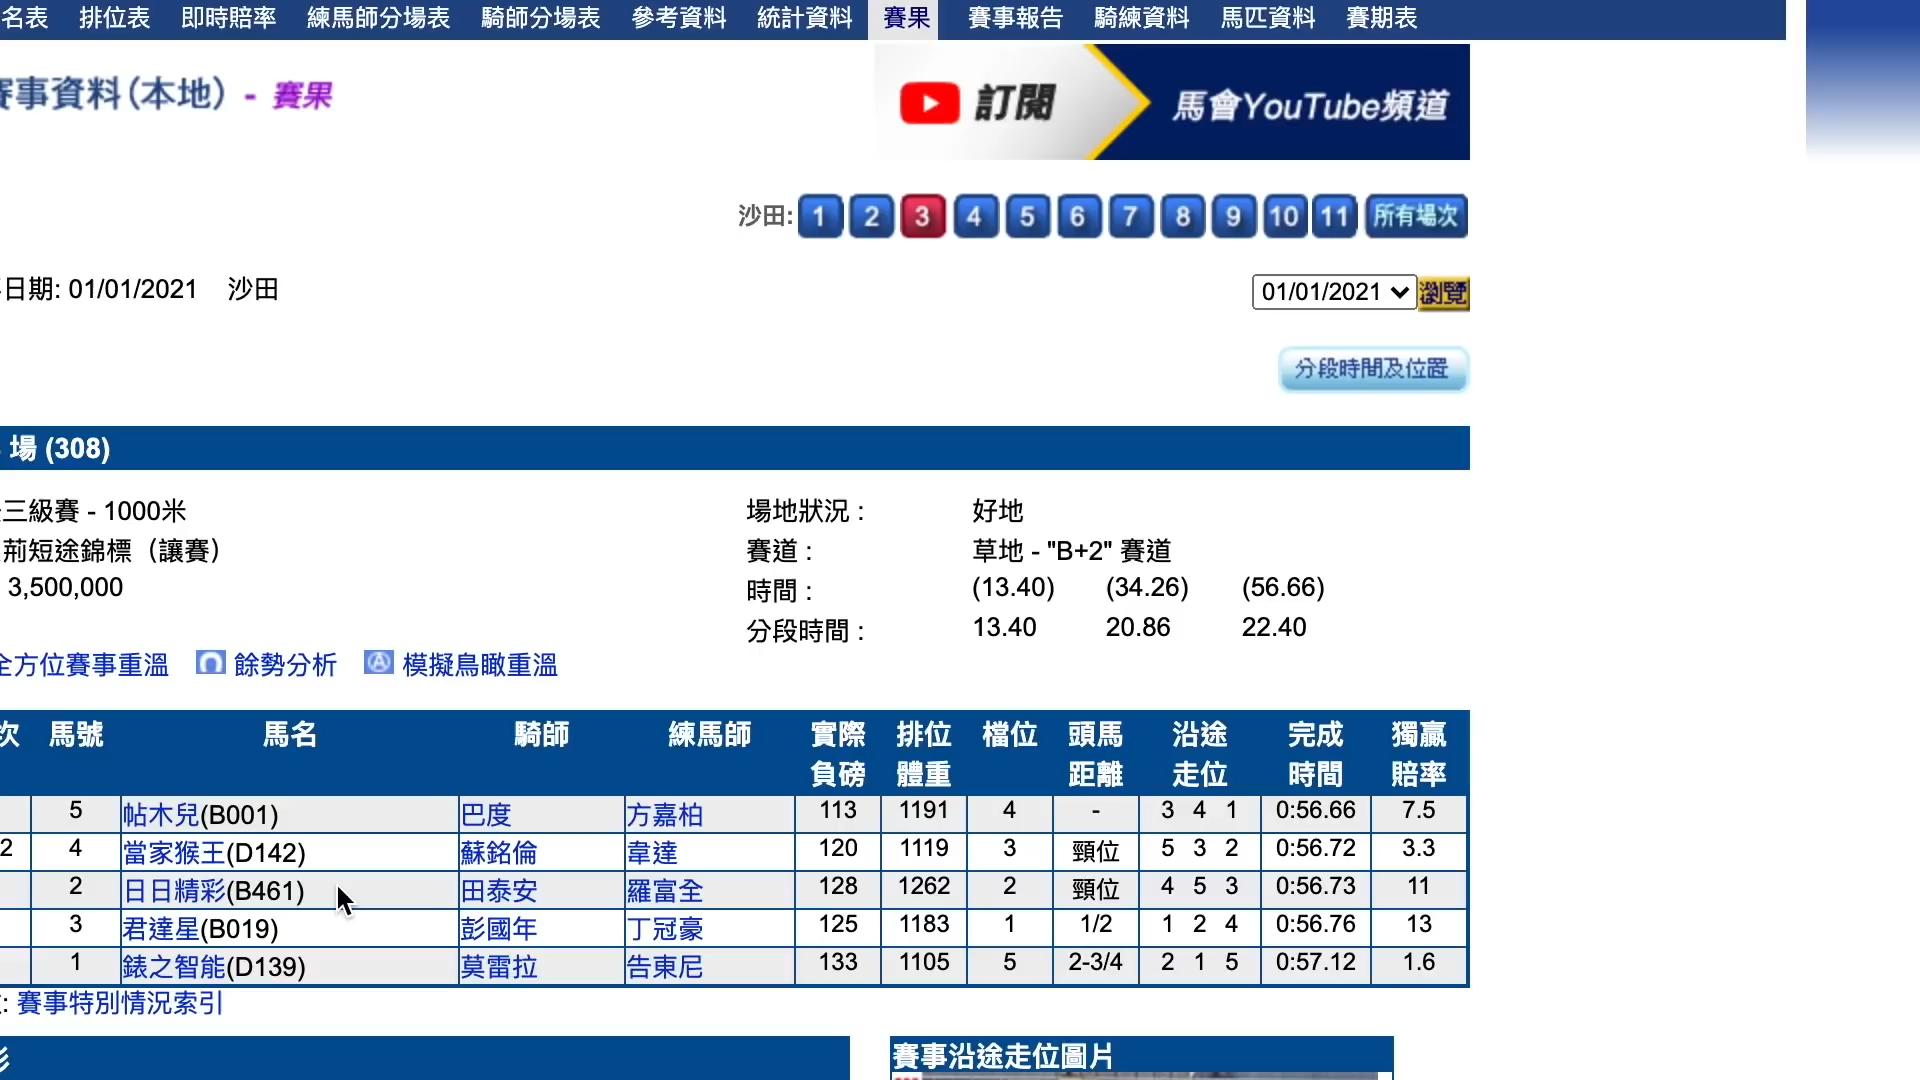 名表 排位表 即時賠率 練馬師分場表 騎師分場表 參考資料 統計資料 賽果 賽事報告 騎練資料 馬匹資料 賽期表
賽事資料(本地) - 賽果
訂閱 馬會YouTube頻道
沙田: 1 2 3 4 5 6 7 8 9 10 11 所有場次
日期: 01/01/2021 沙田
01/01/2021 瀏覽
分段時間及位置
場 (308)
三級賽 - 1000米 場地狀況 : 好地
荊短途錦標（讓賽） 賽道 : 草地 - "B+2" 賽道
3,500,000 時間 : (13.40) (34.26) (56.66)
分段時間 : 13.40 20.86 22.40
全方位賽事重溫 餘勢分析 模擬鳥瞰重溫
次 馬號 馬名 騎師 練馬師 實際負磅 排位體重 檔位 頭馬距離 沿途走位 完成時間 獨贏賠率
5 帖木兒(B001) 巴度 方嘉柏 113 1191 4 - 3 4 1 0:56.66 7.5
2 4 當家猴王(D142) 蘇銘倫 韋達 120 1119 3 頸位 5 3 2 0:56.72 3.3
2 日日精彩(B461) 田泰安 羅富全 128 1262 2 頸位 4 5 3 0:56.73 11
3 君達星(B019) 彭國年 丁冠豪 125 1183 1 1/2 1 2 4 0:56.76 13
1 錶之智能(D139) 莫雷拉 告東尼 133 1105 5 2-3/4 2 1 5 0:57.12 1.6
: 賽事特別情況索引
賽事沿途走位圖片